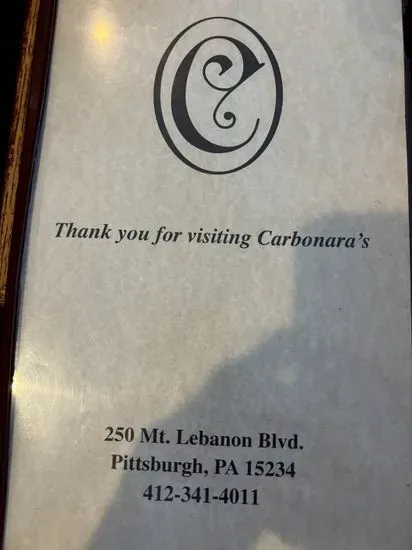 C
Thank you for visiting Carbonara's
250 Mt. Lebanon Blvd.
Pittsburgh, PA 15234
412-341-4011